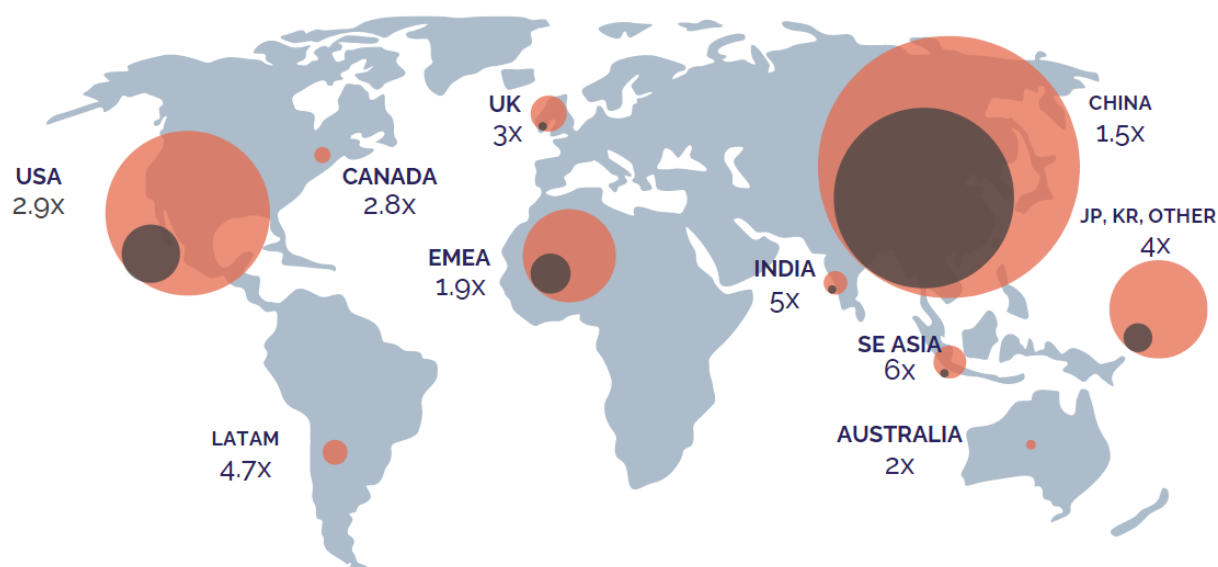 UK
3x
CHINA
1.5x
USA
2.9x
CANADA
2.8x
JP, KR, OTHER
4x
EMEA
1.9x
INDIA
5x
SE ASIA
6x
LATAM
4.7x
AUSTRALIA
2x